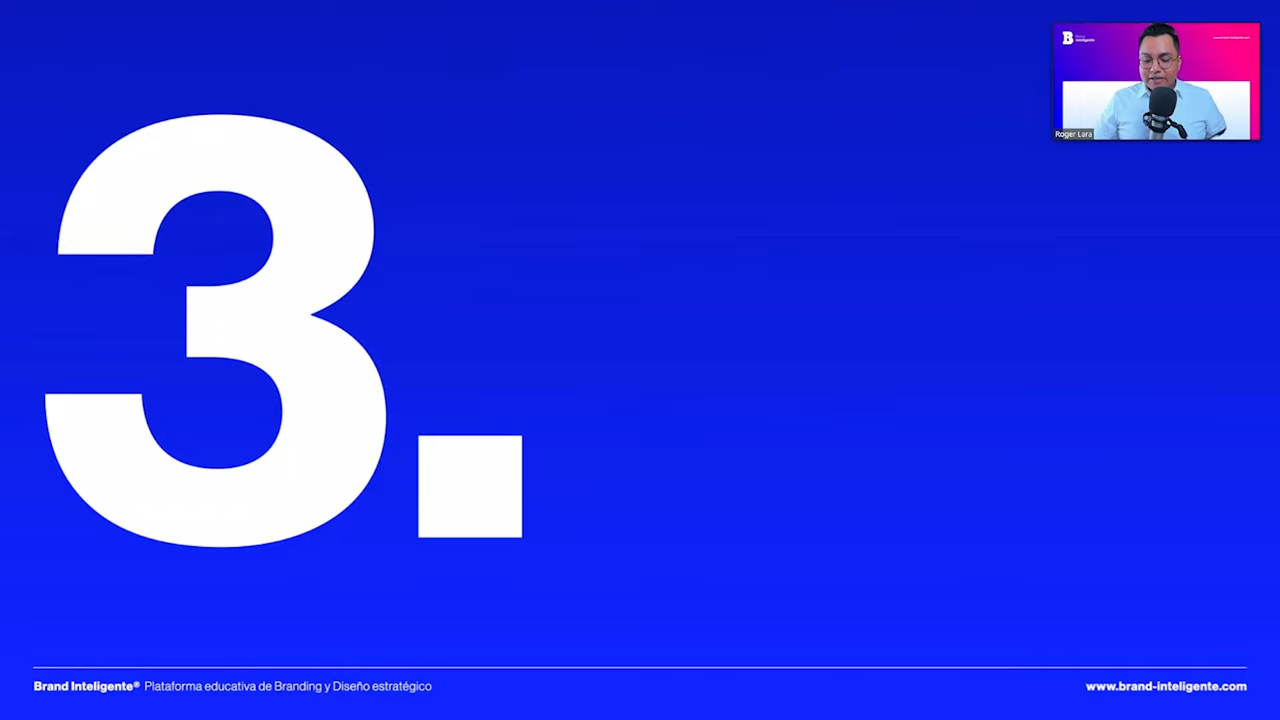 3.
Roger Lara
Brand Inteligente® Plataforma educativa de Branding y Diseño estratégico
www.brand-inteligente.com